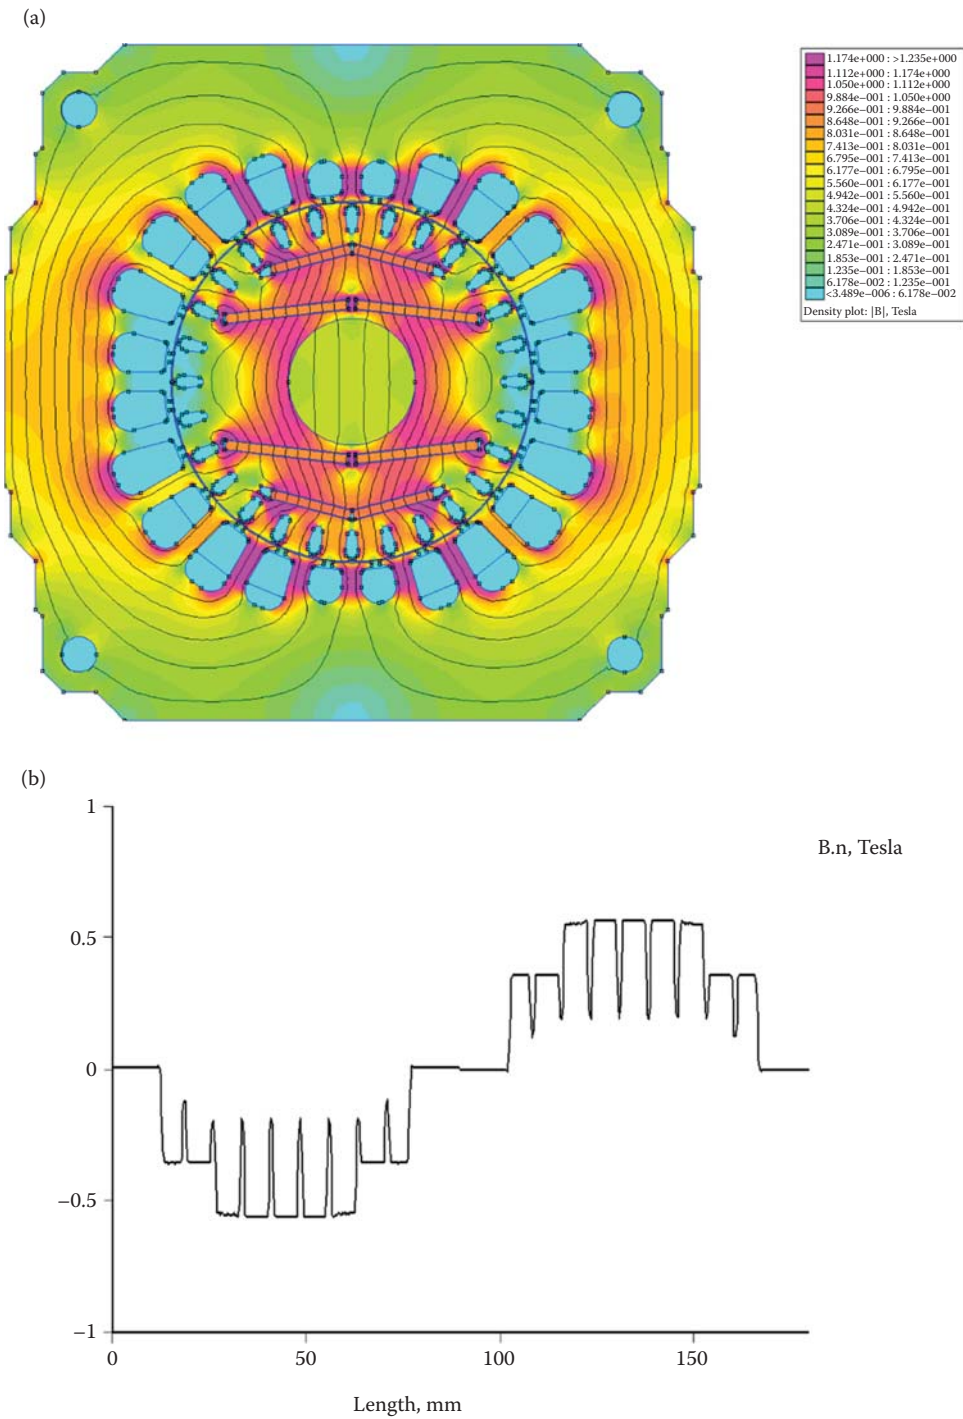 (a)
1.174e+000 : >1.235e+000
1.112e+000 : 1.174e+000
1.050e+000 : 1.112e+000
9.884e−001 : 1.050e+000
9.266e−001 : 9.884e−001
8.648e−001 : 9.266e−001
8.031e−001 : 8.648e−001
7.413e−001 : 8.031e−001
6.795e−001 : 7.413e−001
6.177e−001 : 6.795e−001
5.560e−001 : 6.177e−001
4.942e−001 : 5.560e−001
4.324e−001 : 4.942e−001
3.706e−001 : 4.324e−001
3.089e−001 : 3.706e−001
2.471e−001 : 3.089e−001
1.853e−001 : 2.471e−001
1.235e−001 : 1.853e−001
6.178e−002 : 1.235e−001
<3.489e−006 : 6.178e−002
Density plot: |B|, Tesla
(b)
1
B.n, Tesla
0.5
0
−0.5
−1
0 50 100 150
Length, mm